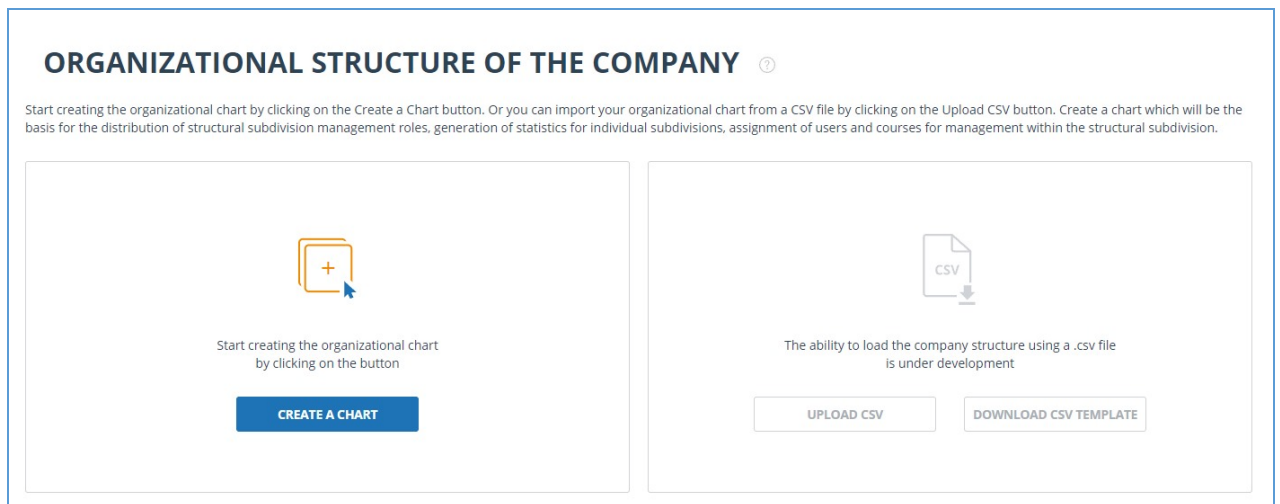 ORGANIZATIONAL STRUCTURE OF THE COMPANY ?
Start creating the organizational chart by clicking on the Create a Chart button. Or you can import your organizational chart from a CSV file by clicking on the Upload CSV button. Create a chart which will be the
basis for the distribution of structural subdivision management roles, generation of statistics for individual subdivisions, assignment of users and courses for management within the structural subdivision.
Start creating the organizational chart
by clicking on the button
CREATE A CHART
CSV
The ability to load the company structure using a .csv file
is under development
UPLOAD CSV
DOWNLOAD CSV TEMPLATE